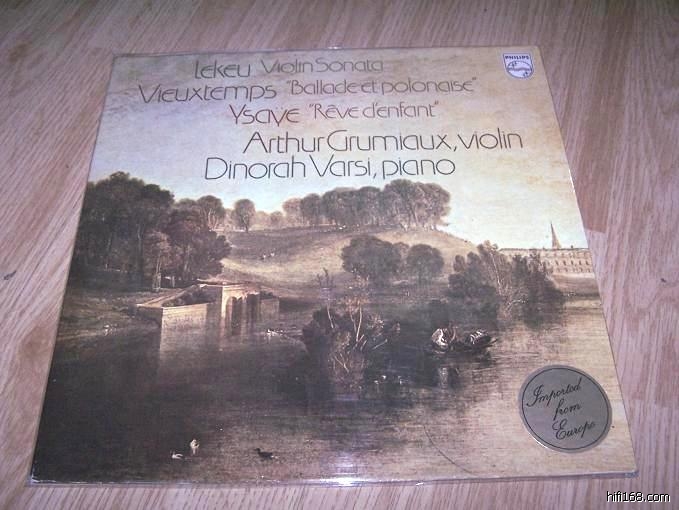 Lekeu Violin Sonata
Vieuxtemps "Ballade et polonaise"
Ysaÿe "Rêve d'enfant"
Arthur Grumiaux, violin
Dinorah Varsi, piano
PHILIPS
Imported
from
Europe
hifi168.com